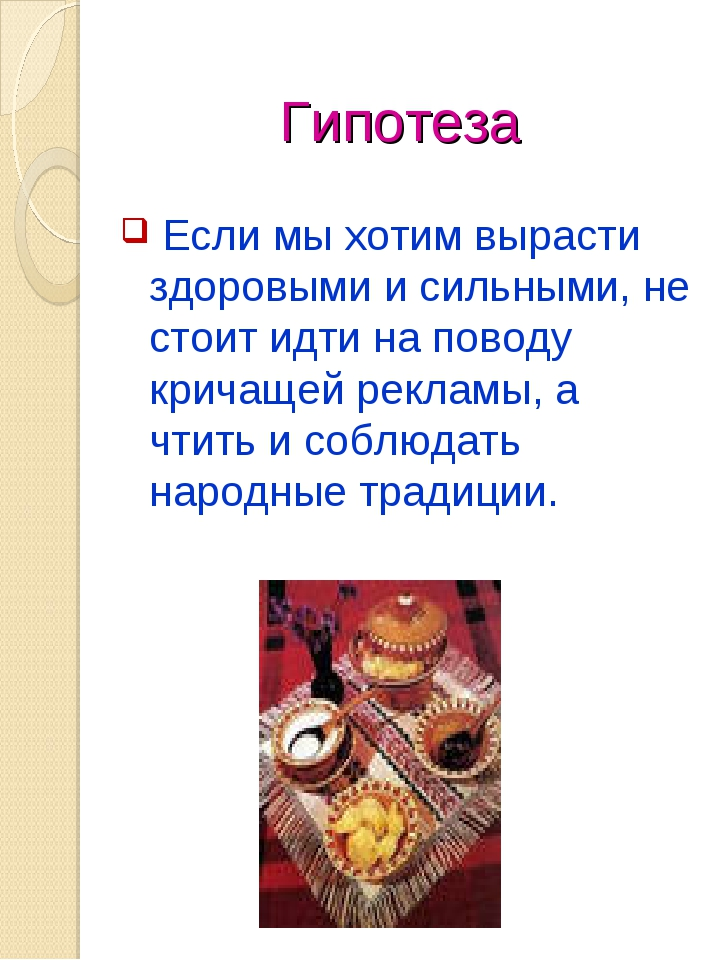 Гипотеза
Если мы хотим вырасти
здоровыми и сильными, не
стоит идти на поводу
кричащей рекламы, а
чтить и соблюдать
народные традиции.